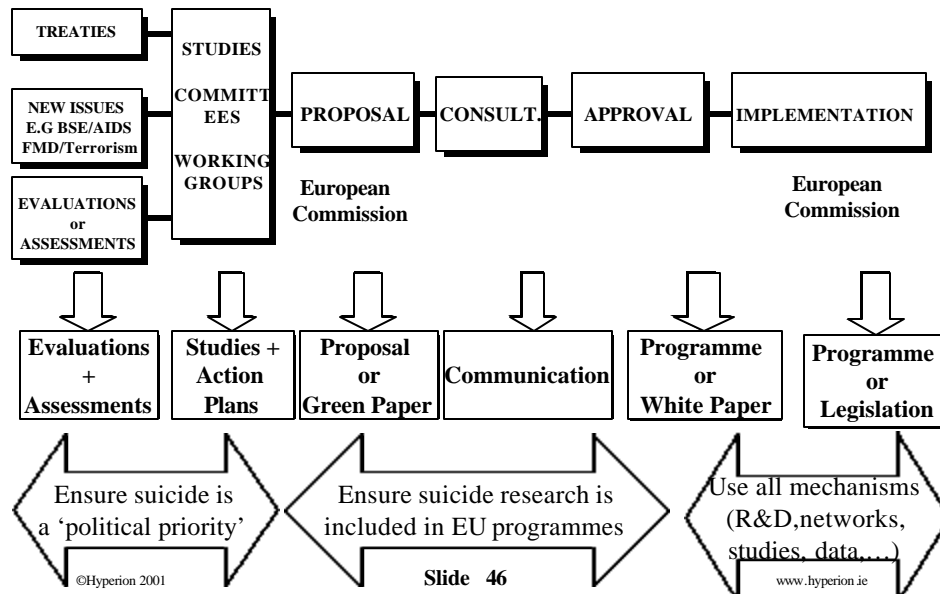 TREATIES
NEW ISSUES
E.G BSE/AIDS
FMD/Terrorism
EVALUATIONS
or
ASSESSMENTS
STUDIES
COMMITT
EES
WORKING
GROUPS
PROPOSAL
CONSULT.
APPROVAL
IMPLEMENTATION
European
Commission
European
Commission
Evaluations
+
Assessments
Studies +
Action
Plans
Proposal
or
Green Paper
Communication
Programme
or
White Paper
Programme
or
Legislation
Ensure suicide is
a ‘political priority’
Ensure suicide research is
included in EU programmes
Use all mechanisms
(R&D,networks,
studies, data,…)
©Hyperion 2001
Slide 46
www.hyperion.ie